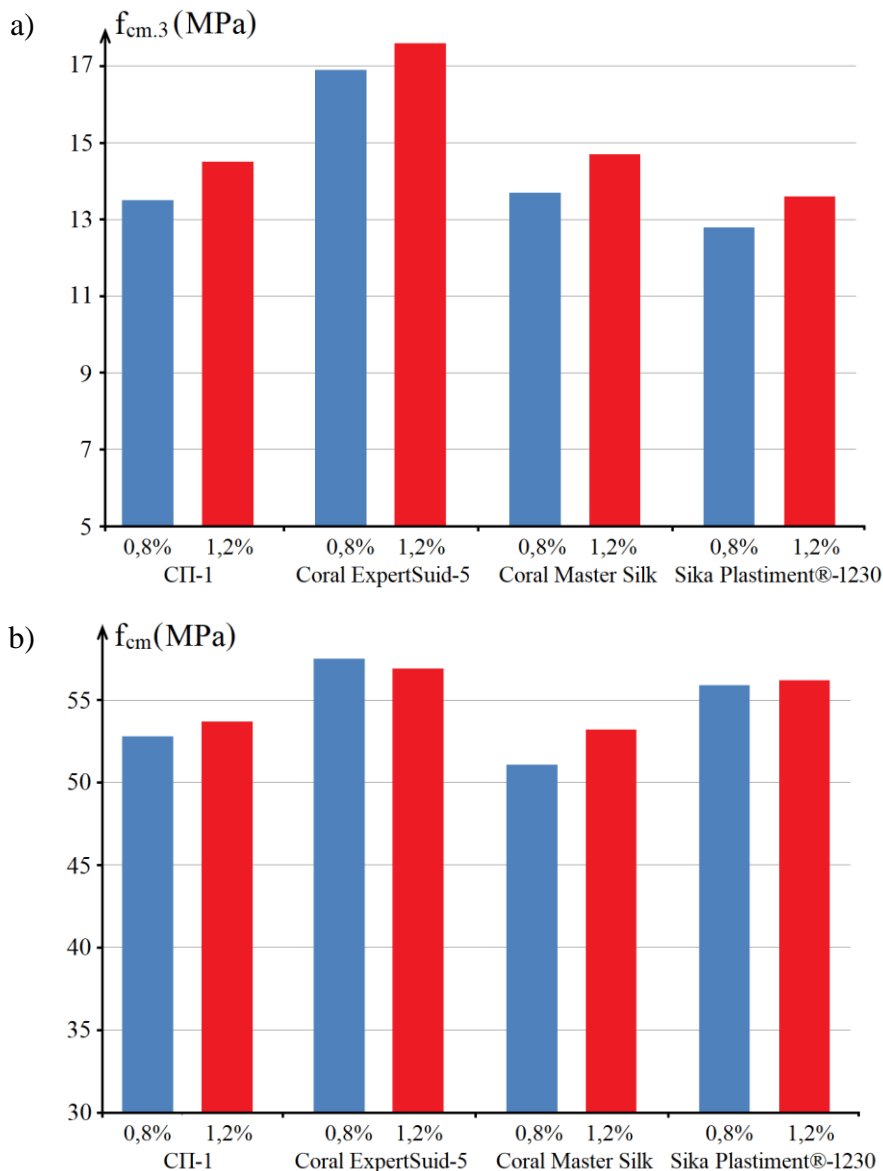 a)
f_cm.3 (MPa)
17
15
13
11
9
7
5
0,8% 1,2% 0,8% 1,2% 0,8% 1,2% 0,8% 1,2%
СП-1 Coral ExpertSuid-5 Coral Master Silk Sika Plastiment®-1230
b)
f_cm (MPa)
55
50
45
40
35
30
0,8% 1,2% 0,8% 1,2% 0,8% 1,2% 0,8% 1,2%
СП-1 Coral ExpertSuid-5 Coral Master Silk Sika Plastiment®-1230